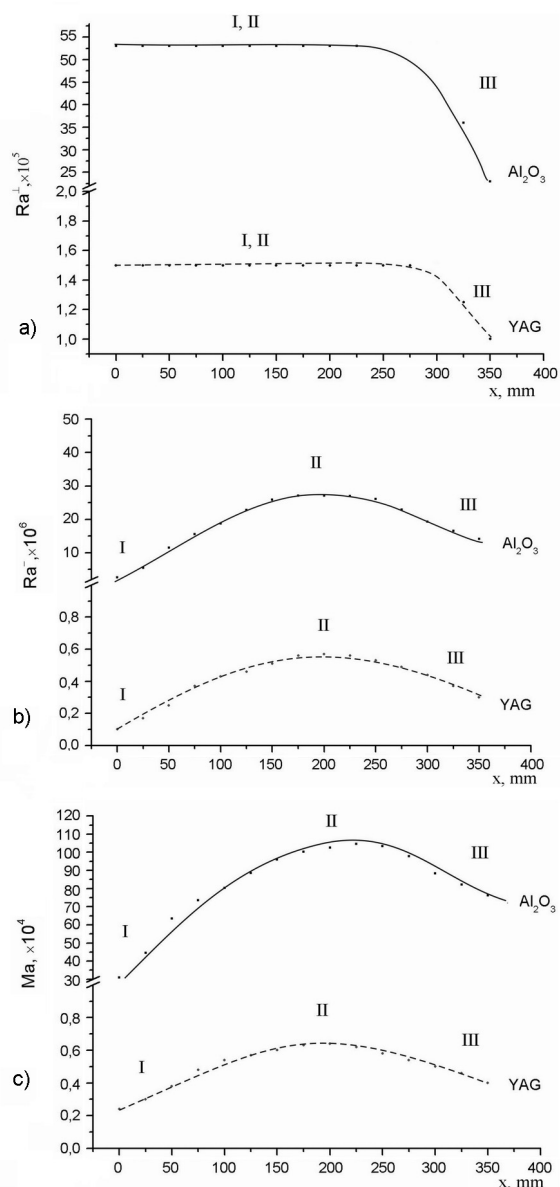 I, II
55
50
45
40
35
30
25
III
Al₂O₃
Ra⊥, ×10⁵
2,0
1,8
1,6
1,4
1,2
1,0
I, II
III
YAG
a)
0 50 100 150 200 250 300 350 400
x, mm
50
40
30
20
10
I
II
III
Al₂O₃
Ra⁻, ×10⁶
0,8
0,6
0,4
0,2
0,0
I
II
III
YAG
b)
0 50 100 150 200 250 300 350 400
x, mm
120
110
100
90
80
70
60
50
40
30
I
II
III
Al₂O₃
Ma, ×10⁴
0,8
0,6
0,4
0,2
0,0
I
II
III
YAG
c)
0 50 100 150 200 250 300 350 400
x, mm